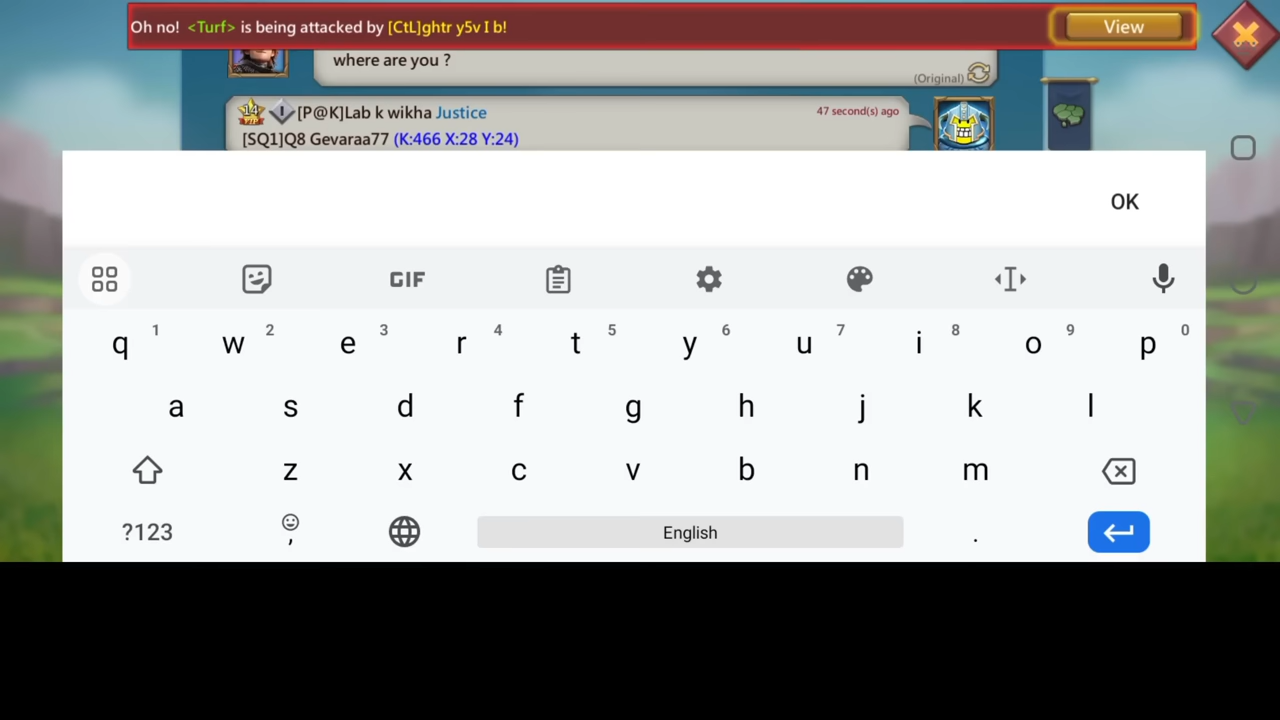 Oh no! <Turf> is being attacked by [CtL]ghtr y5v I b!
View
where are you ?
(Original)
14 [P@K]Lab k wikha Justice
47 second(s) ago
[SQ1]Q8 Gevaraa77 (K:466 X:28 Y:24)
OK
GIF
q 1 w 2 e 3 r 4 t 5 y 6 u 7 i 8 o 9 p 0
a s d f g h j k l
z x c v b n m
?123 , English .